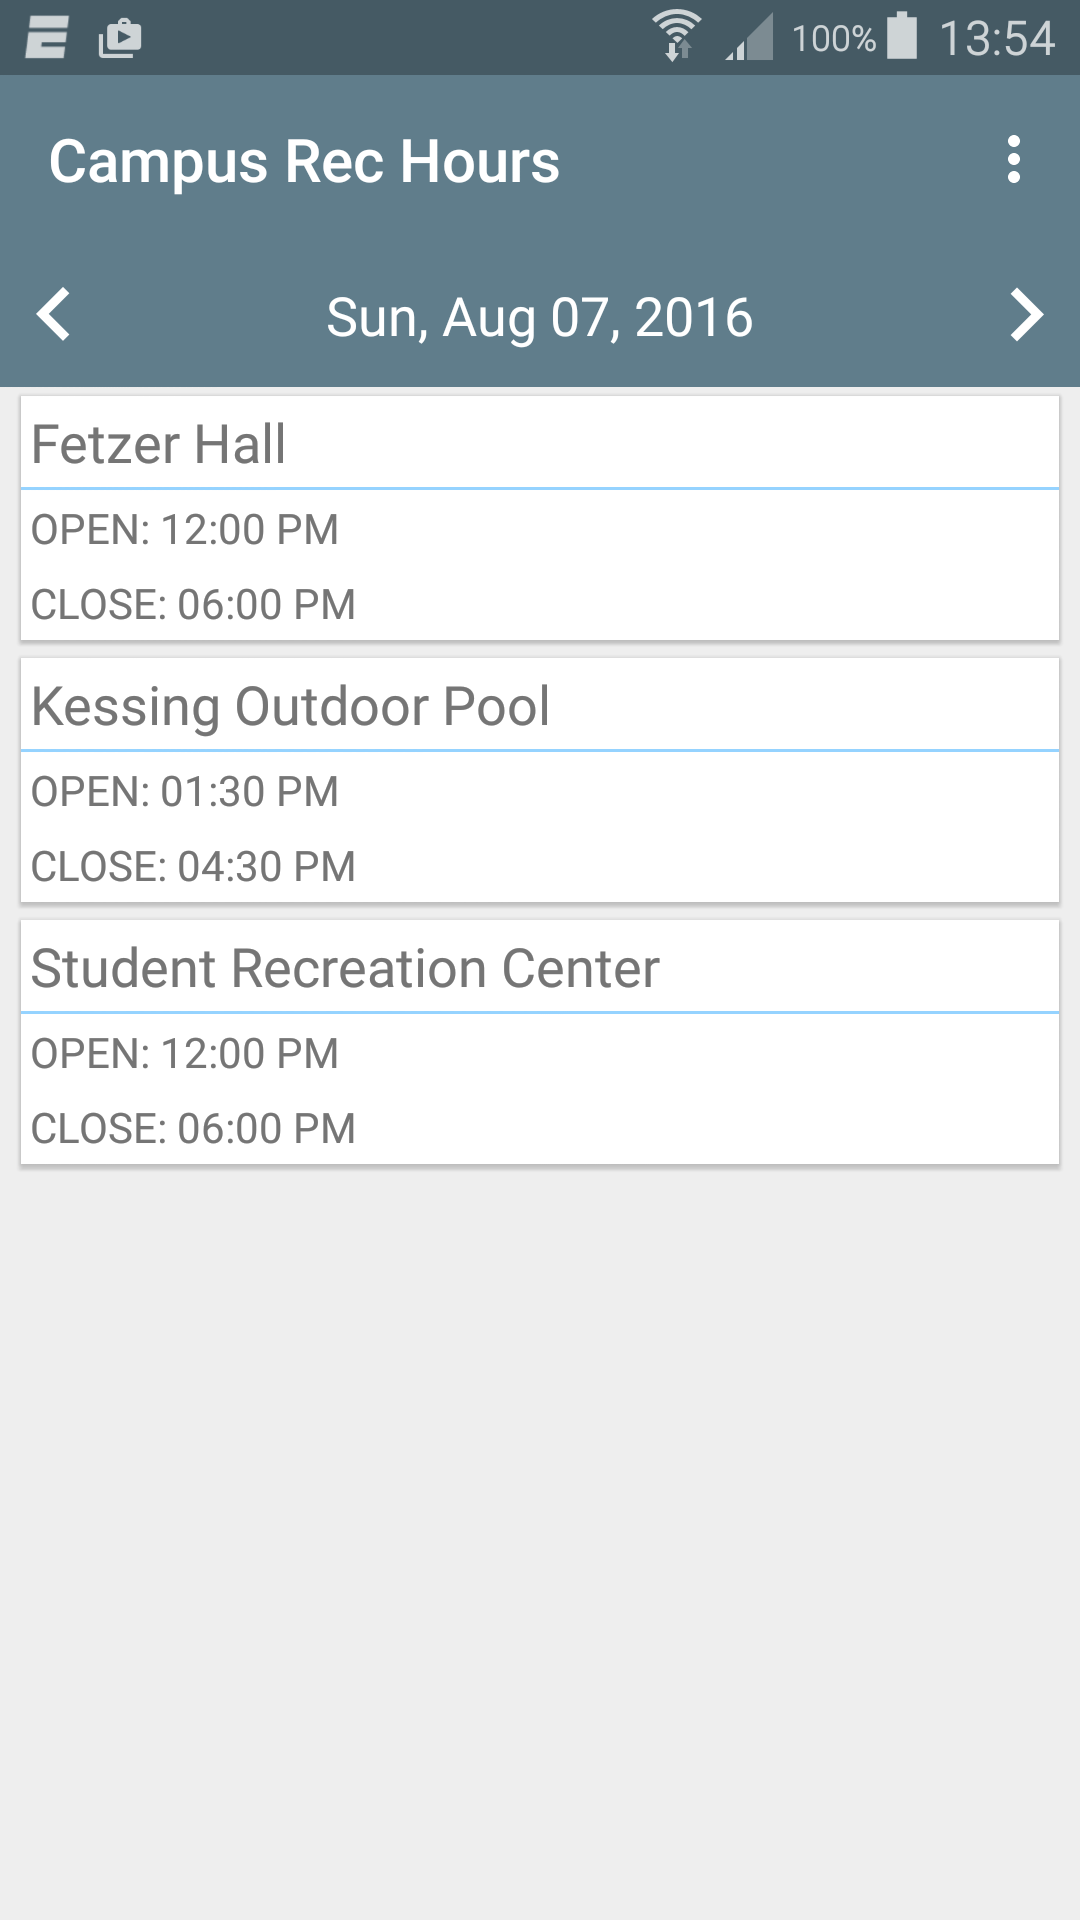 100% 13:54
Campus Rec Hours
Sun, Aug 07, 2016
Fetzer Hall
OPEN: 12:00 PM
CLOSE: 06:00 PM
Kessing Outdoor Pool
OPEN: 01:30 PM
CLOSE: 04:30 PM
Student Recreation Center
OPEN: 12:00 PM
CLOSE: 06:00 PM